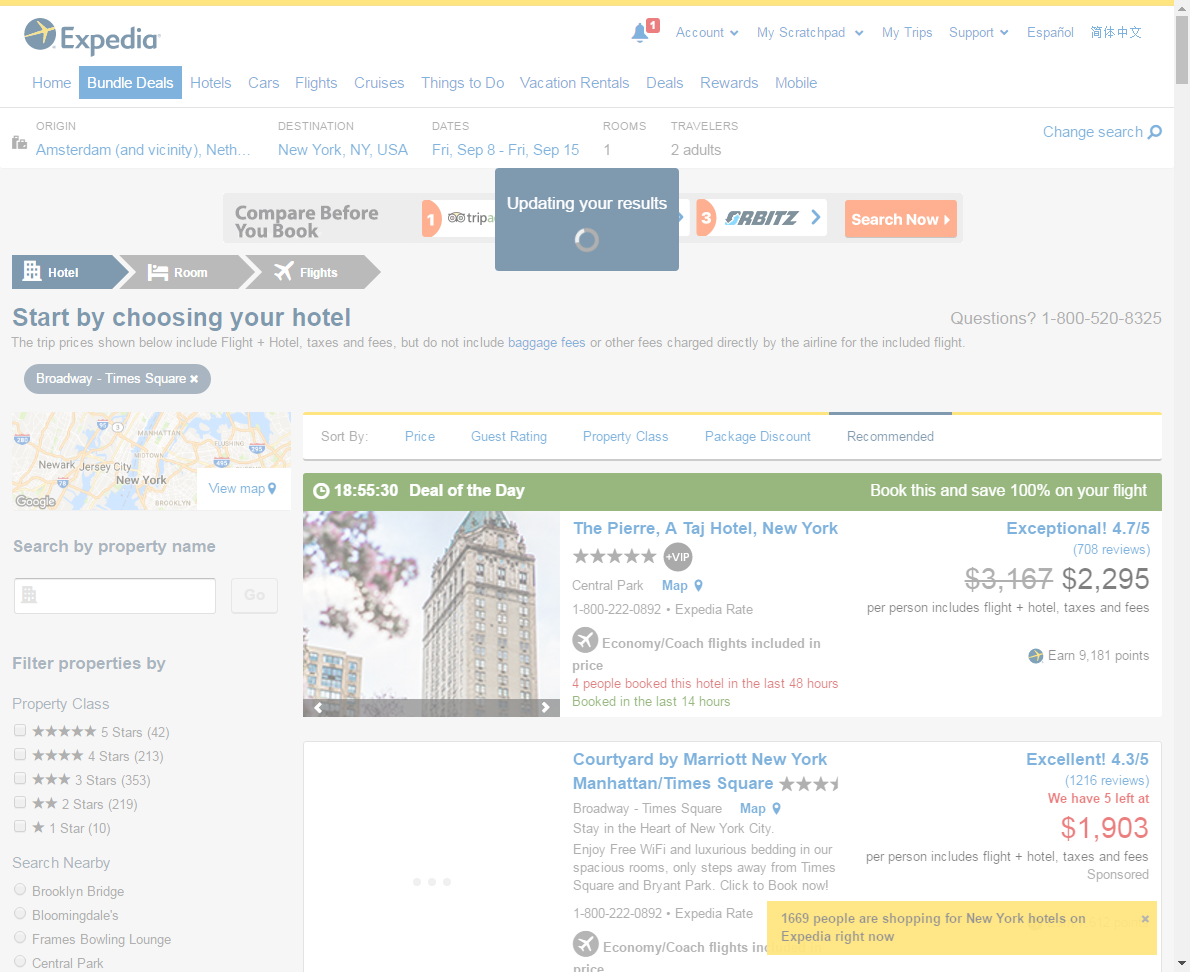 Expedia
1
Account
My Scratchpad
My Trips
Support
Español
简体中文
Home
Bundle Deals
Hotels
Cars
Flights
Cruises
Things to Do
Vacation Rentals
Deals
Rewards
Mobile
ORIGIN
Amsterdam (and vicinity), Neth...
DESTINATION
New York, NY, USA
DATES
Fri, Sep 8 - Fri, Sep 15
ROOMS
1
TRAVELERS
2 adults
Change search
Updating your results
Compare Before
You Book
1
3
ORBITZ
Search Now
Hotel
Room
Flights
Start by choosing your hotel
Questions? 1-800-520-8325
The trip prices shown below include Flight + Hotel, taxes and fees, but do not include baggage fees or other fees charged directly by the airline for the included flight.
Broadway - Times Square ×
MANHATTAN
FLUSHING
MIDTOWN
Newark
Jersey City
New York
BROOKLYN
280
95
3
495
295
78
Google
View map
Search by property name
Go
Filter properties by
Property Class
5 Stars (42)
4 Stars (213)
3 Stars (353)
2 Stars (219)
1 Star (10)
Search Nearby
Brooklyn Bridge
Bloomingdale's
Frames Bowling Lounge
Central Park
Sort By:
Price
Guest Rating
Property Class
Package Discount
Recommended
18:55:30 Deal of the Day
Book this and save 100% on your flight
The Pierre, A Taj Hotel, New York
+VIP
Central Park
Map
1-800-222-0892 • Expedia Rate
Economy/Coach flights included in
price
4 people booked this hotel in the last 48 hours
Booked in the last 14 hours
Exceptional! 4.7/5
(708 reviews)
$3,167 $2,295
per person includes flight + hotel, taxes and fees
Earn 9,181 points
Courtyard by Marriott New York
Manhattan/Times Square
Broadway - Times Square
Map
Stay in the Heart of New York City.
Enjoy Free WiFi and luxurious bedding in our
spacious rooms, only steps away from Times
Square and Bryant Park. Click to Book now!
1-800-222-0892 • Expedia Rate
Economy/Coach flights
price
Excellent! 4.3/5
(1216 reviews)
We have 5 left at
$1,903
per person includes flight + hotel, taxes and fees
Sponsored
1669 people are shopping for New York hotels on
Expedia right now
×